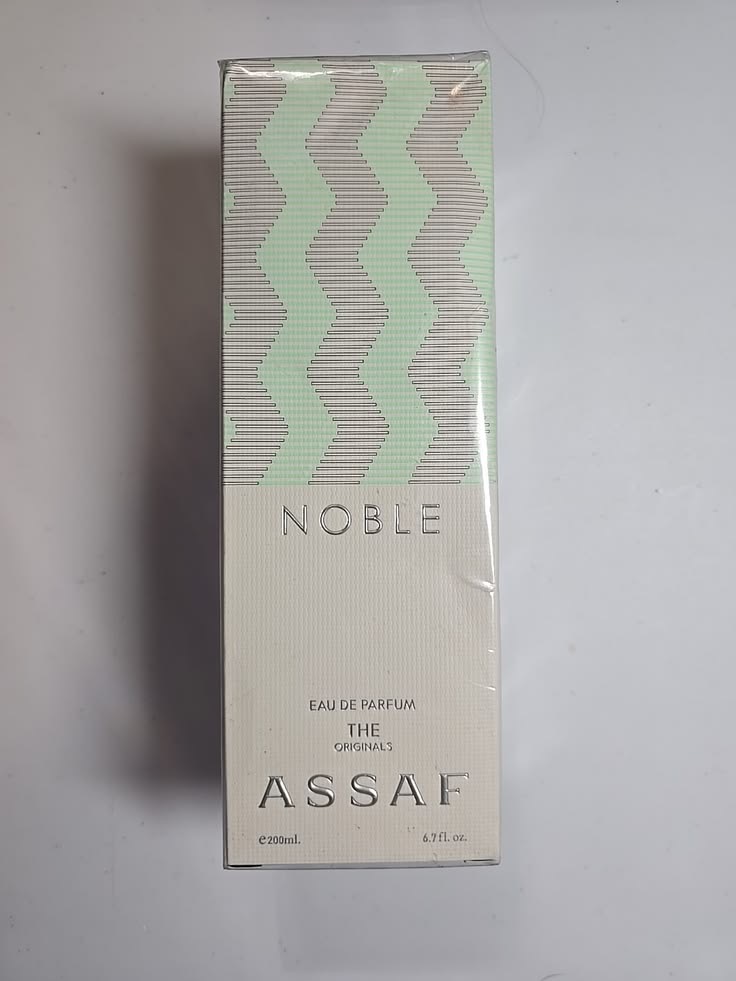 NOBLE
EAU DE PARFUM
THE
ORIGINALS
ASSAF
e 200ml. 6.7 fl. oz.